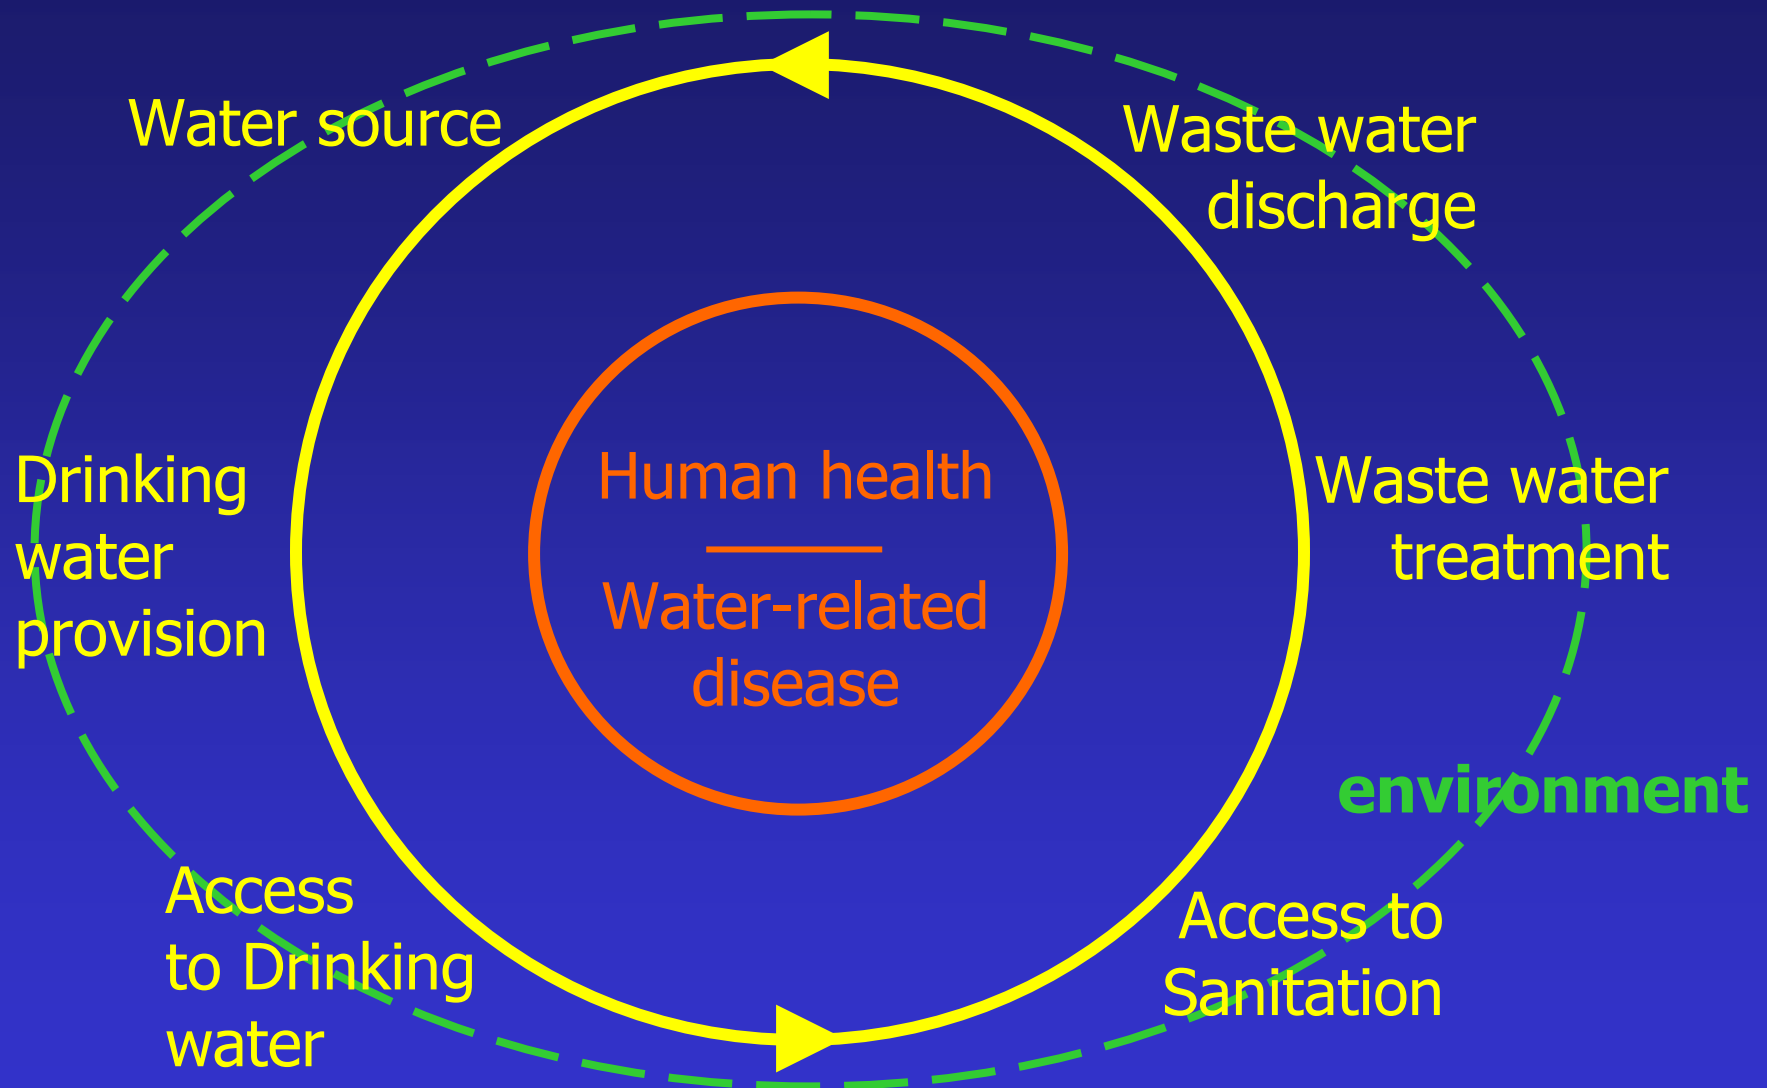 Water source
Waste water
discharge
Drinking
water
provision
Human health
Water-related
disease
Waste water
treatment
environment
Access
to Drinking
water
Access to
Sanitation